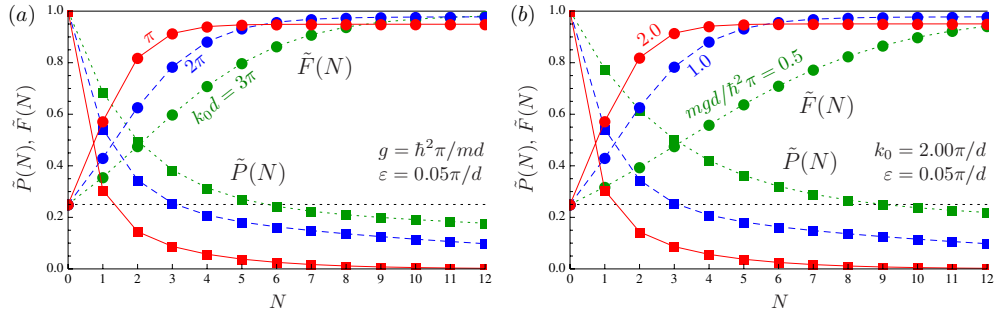 (a)
1.0
0.8
0.6
0.4
0.2
0.0
P̃(N), F̃(N)
π
2π
k₀d = 3π
F̃(N)
P̃(N)
g = ħ²π/md
ε = 0.05π/d
0 1 2 3 4 5 6 7 8 9 10 11 12
N
(b)
1.0
0.8
0.6
0.4
0.2
0.0
P̃(N), F̃(N)
2.0
1.0
mgd/ħ²π = 0.5
F̃(N)
P̃(N)
k₀ = 2.00π/d
ε = 0.05π/d
0 1 2 3 4 5 6 7 8 9 10 11 12
N